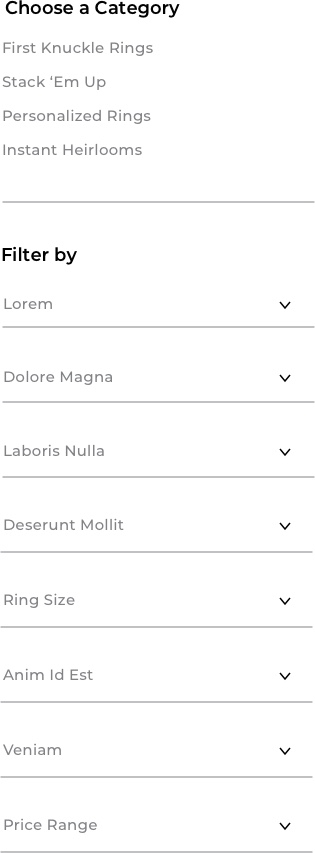 Choose a Category
First Knuckle Rings
Stack ‘Em Up
Personalized Rings
Instant Heirlooms
Filter by
Lorem
Dolore Magna
Laboris Nulla
Deserunt Mollit
Ring Size
Anim Id Est
Veniam
Price Range